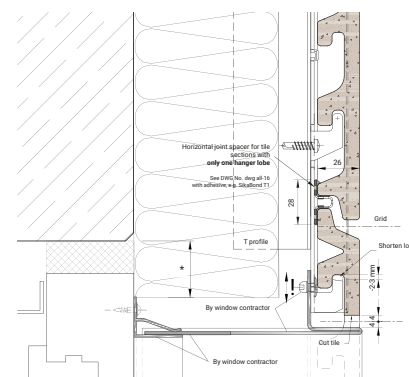 Horizontal joint spacer for tile
sections with
only one hanger lobe
See DWG No. dwg all-16
with adhesive, e.g. SikaBond T1
26
28
Grid
T profile
Shorten lo
*
!
-2-3 mm
By window contractor
4.4
Cut tile
By window contractor